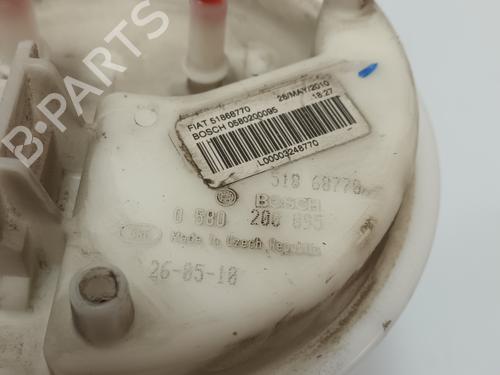 FIAT 51868770
BOSCH 0580200095
26/MAY/2010
18:27
L00003248770
518 68770
BOSCH
0 580 200 095
Made in Czech Republic
26-05-10
B-PARTS